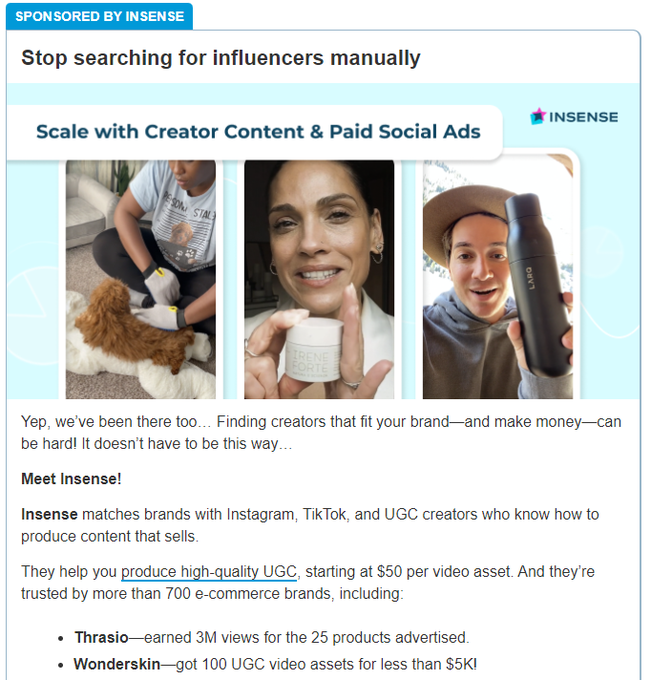 SPONSORED BY INSENSE
Stop searching for influencers manually
INSENSE
Scale with Creator Content & Paid Social Ads
PERSONAL STAL
IRENE
FORTE
LARQ
Yep, we’ve been there too… Finding creators that fit your brand—and make money—can
be hard! It doesn’t have to be this way…
Meet Insense!
Insense matches brands with Instagram, TikTok, and UGC creators who know how to
produce content that sells.
They help you produce high-quality UGC, starting at $50 per video asset. And they’re
trusted by more than 700 e-commerce brands, including:
• Thrasio—earned 3M views for the 25 products advertised.
• Wonderskin—got 100 UGC video assets for less than $5K!